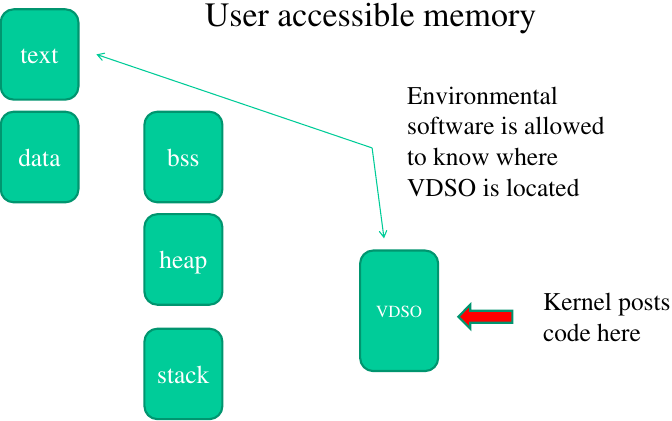 User accessible memory
text
Environmental
software is allowed
to know where
VDSO is located
data
bss
heap
VDSO
Kernel posts
code here
stack